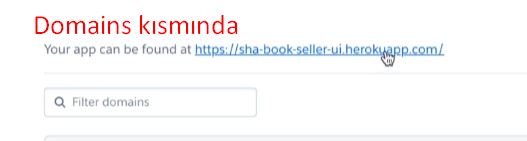 Domains kısmında
Your app can be found at https://sha-book-seller-ui.herokuapp.com/
Filter domains